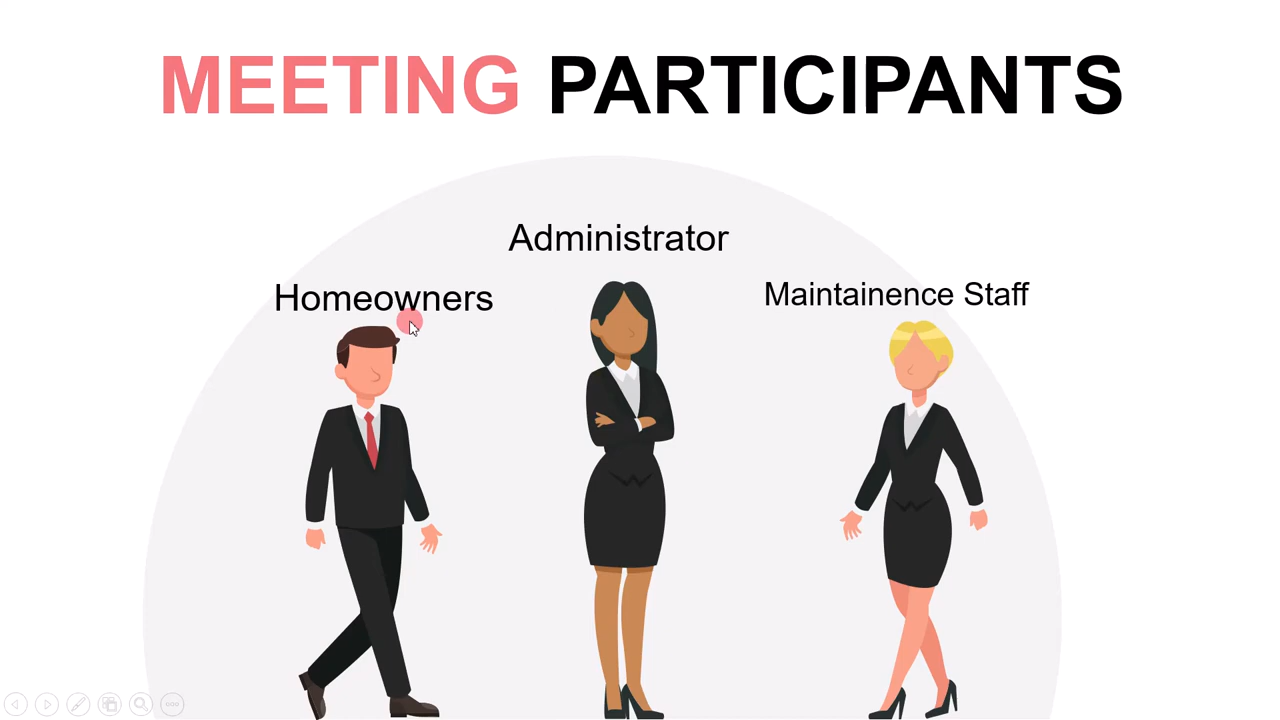 MEETING PARTICIPANTS
Administrator
Homeowners
Maintainence Staff